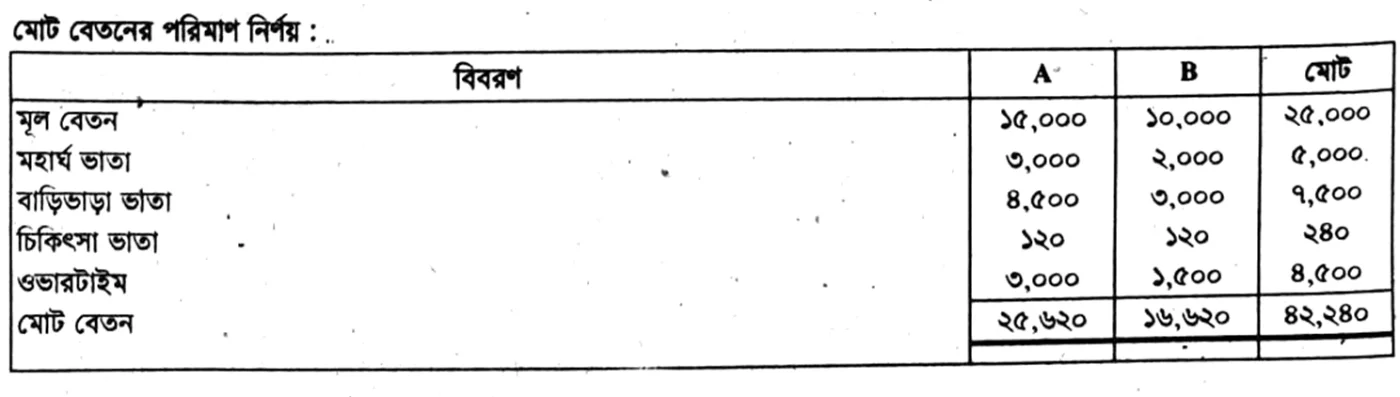 মোট বেতনের পরিমাণ নির্ণয় :
বিবরণ A B মোট
মূল বেতন ১৫,০০০ ১০,০০০ ২৫,০০০
মহার্ঘ ভাতা ৩,০০০ ২,০০০ ৫,০০০
বাড়িভাড়া ভাতা ৪,৫০০ ৩,০০০ ৭,৫০০
চিকিৎসা ভাতা ১২০ ১২০ ২৪০
ওভারটাইম ৩,০০০ ১,৫০০ ৪,৫০০
মোট বেতন ২৫,৬২০ ১৬,৬২০ ৪২,২৪০